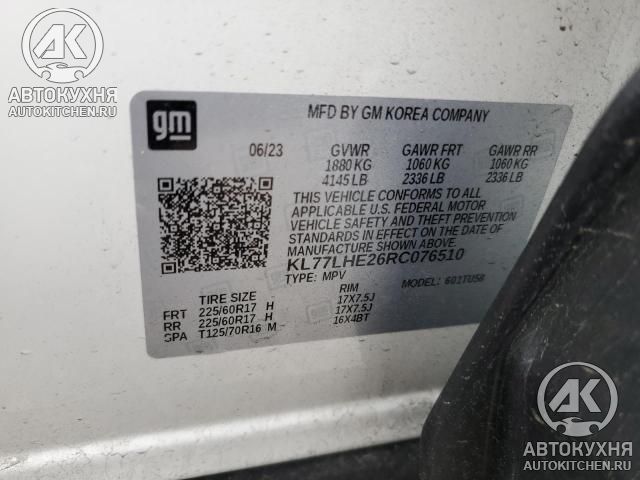 AK
АВТОКУХНЯ
AUTOKITCHEN.RU
gm
MFD BY GM KOREA COMPANY
06/23 GVWR GAWR FRT GAWR RR
1880 KG 1060 KG 1060 KG
4145 LB 2336 LB 2336 LB
THIS VEHICLE CONFORMS TO ALL
APPLICABLE U.S. FEDERAL MOTOR
VEHICLE SAFETY AND THEFT PREVENTION
STANDARDS IN EFFECT ON THE DATE OF
MANUFACTURE SHOWN ABOVE.
KL77LHE26RC076510
TYPE: MPV MODEL: 601TU56
TIRE SIZE RIM
FRT 225/60R17 H 17X7.5J
RR 225/60R17 H 17X7.5J
SPA T125/70R16 M 16X4BT
AK
АВТОКУХНЯ
AUTOKITCHEN.RU